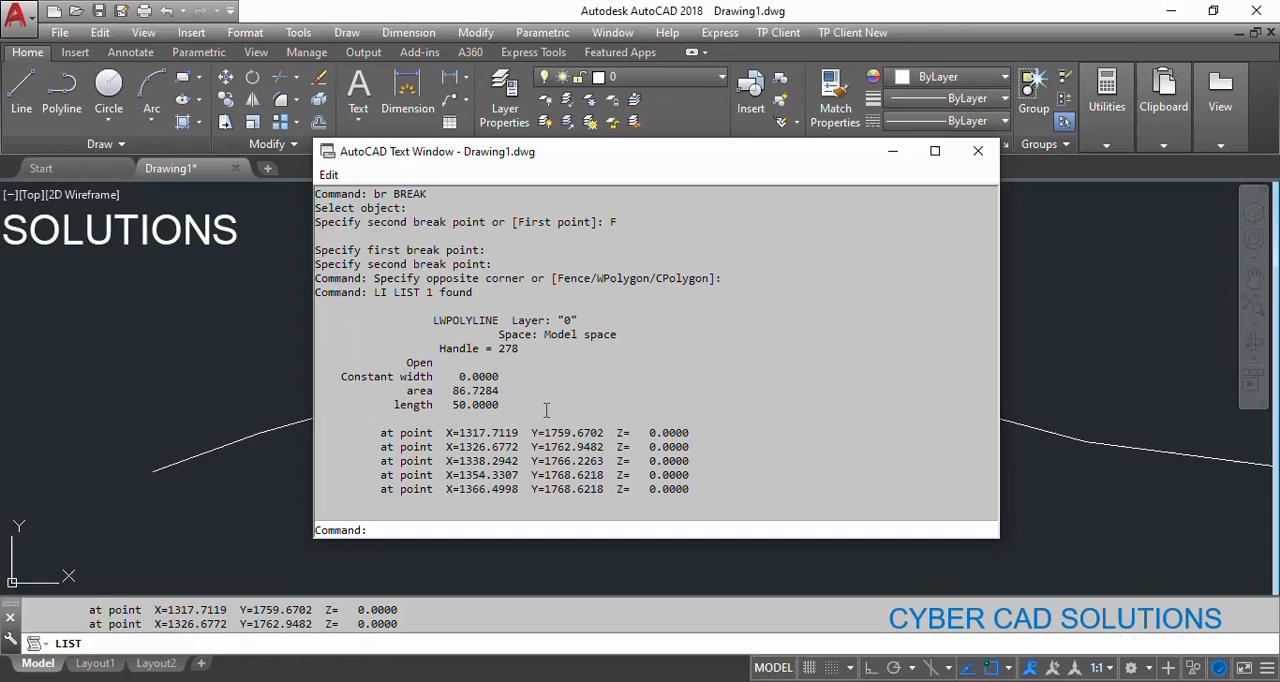 Autodesk AutoCAD 2018 Drawing1.dwg
File Edit View Insert Format Tools Draw Dimension Modify Parametric Window Help Express TP Client TP Client New
Home Insert Annotate Parametric View Manage Output Add-ins A360 Express Tools Featured Apps
Line Polyline Circle Arc Text Dimension Layer Properties 0 Insert Match Properties ByLayer ByLayer ByLayer Group Utilities Clipboard View
Draw Modify Groups
Start Drawing1*
[−][Top][2D Wireframe]
SOLUTIONS
AutoCAD Text Window - Drawing1.dwg
Edit
Command: br BREAK
Select object:
Specify second break point or [First point]: F
Specify first break point:
Specify second break point:
Command: Specify opposite corner or [Fence/WPolygon/CPolygon]:
Command: LI LIST 1 found
LWPOLYLINE Layer: "0"
Space: Model space
Handle = 278
Open
Constant width 0.0000
area 86.7284
length 50.0000
at point X=1317.7119 Y=1759.6702 Z= 0.0000
at point X=1326.6772 Y=1762.9482 Z= 0.0000
at point X=1338.2942 Y=1766.2263 Z= 0.0000
at point X=1354.3307 Y=1768.6218 Z= 0.0000
at point X=1366.4998 Y=1768.6218 Z= 0.0000
Command:
Y
X
at point X=1317.7119 Y=1759.6702 Z= 0.0000
at point X=1326.6772 Y=1762.9482 Z= 0.0000
CYBER CAD SOLUTIONS
LIST
Model Layout1 Layout2 MODEL 1:1